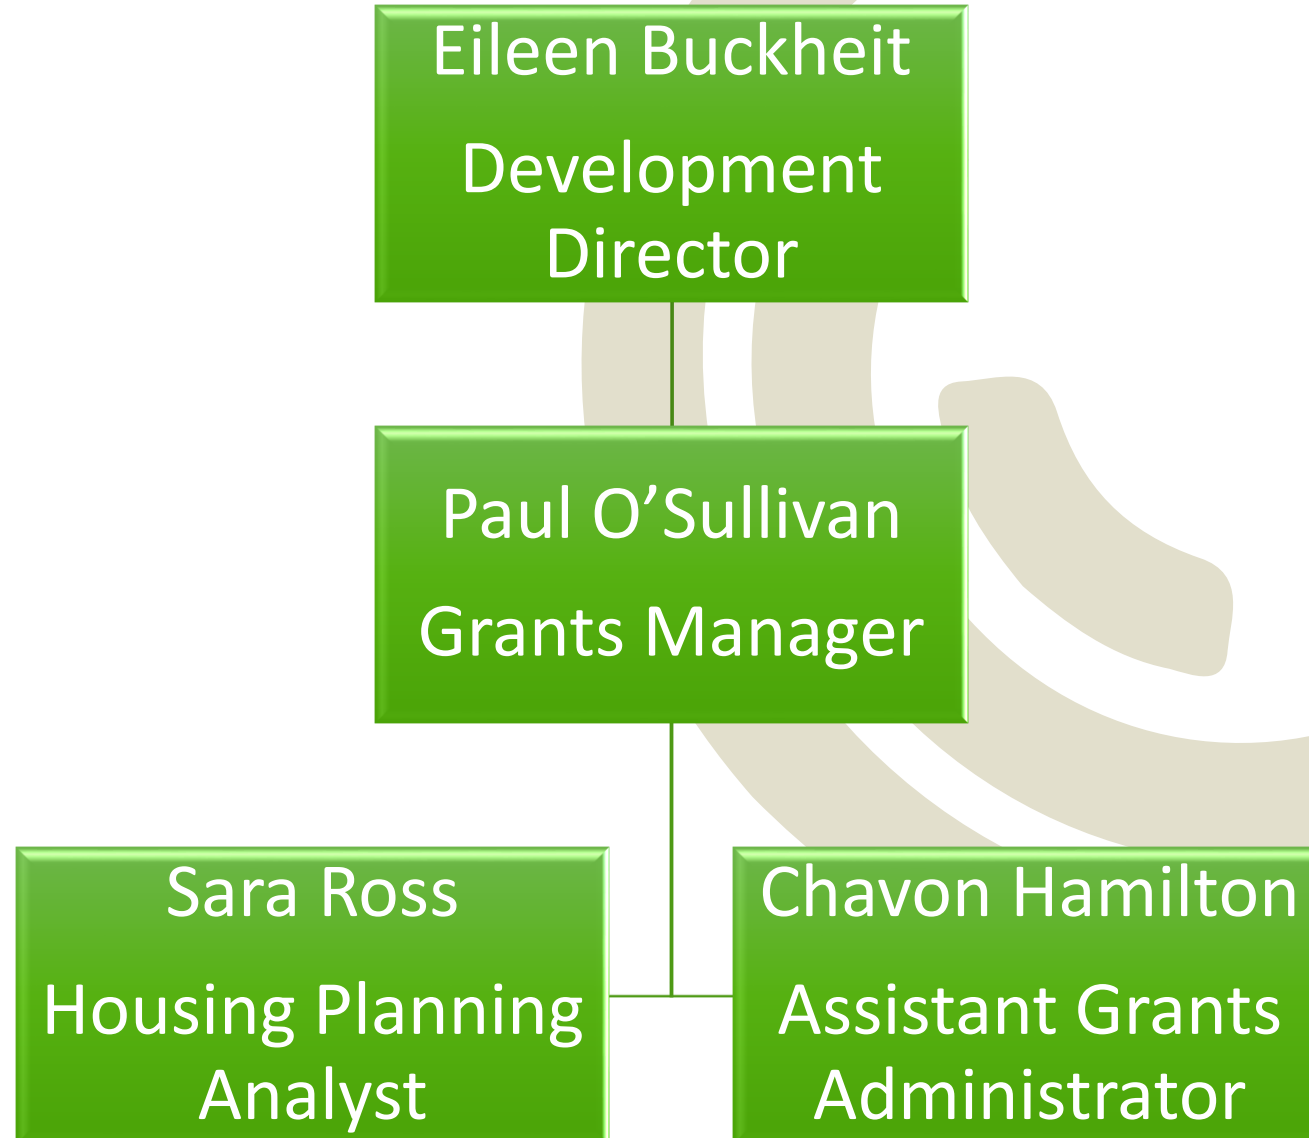 Eileen Buckheit
Development
Director
Paul O’Sullivan
Grants Manager
Sara Ross
Housing Planning
Analyst
Chavon Hamilton
Assistant Grants
Administrator